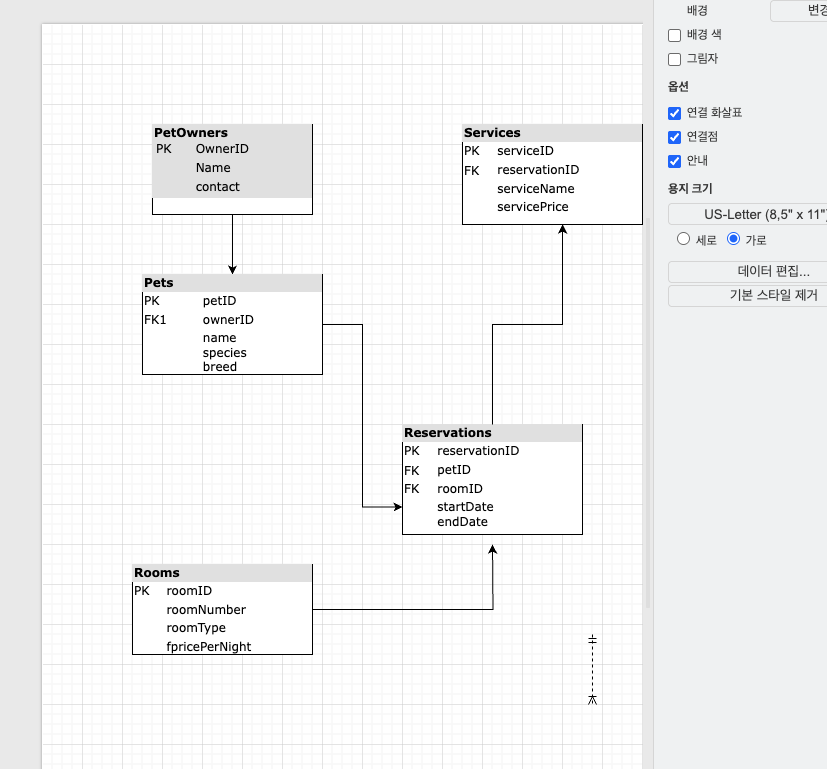 배경
변경
배경 색
그림자
옵션
연결 화살표
연결점
안내
용지 크기
US-Letter (8,5" x 11")
세로
가로
데이터 편집...
기본 스타일 제거
PetOwners
PK OwnerID
Name
contact
Services
PK serviceID
FK reservationID
serviceName
servicePrice
Pets
PK petID
FK1 ownerID
name
species
breed
Reservations
PK reservationID
FK petID
FK roomID
startDate
endDate
Rooms
PK roomID
roomNumber
roomType
fpricePerNight